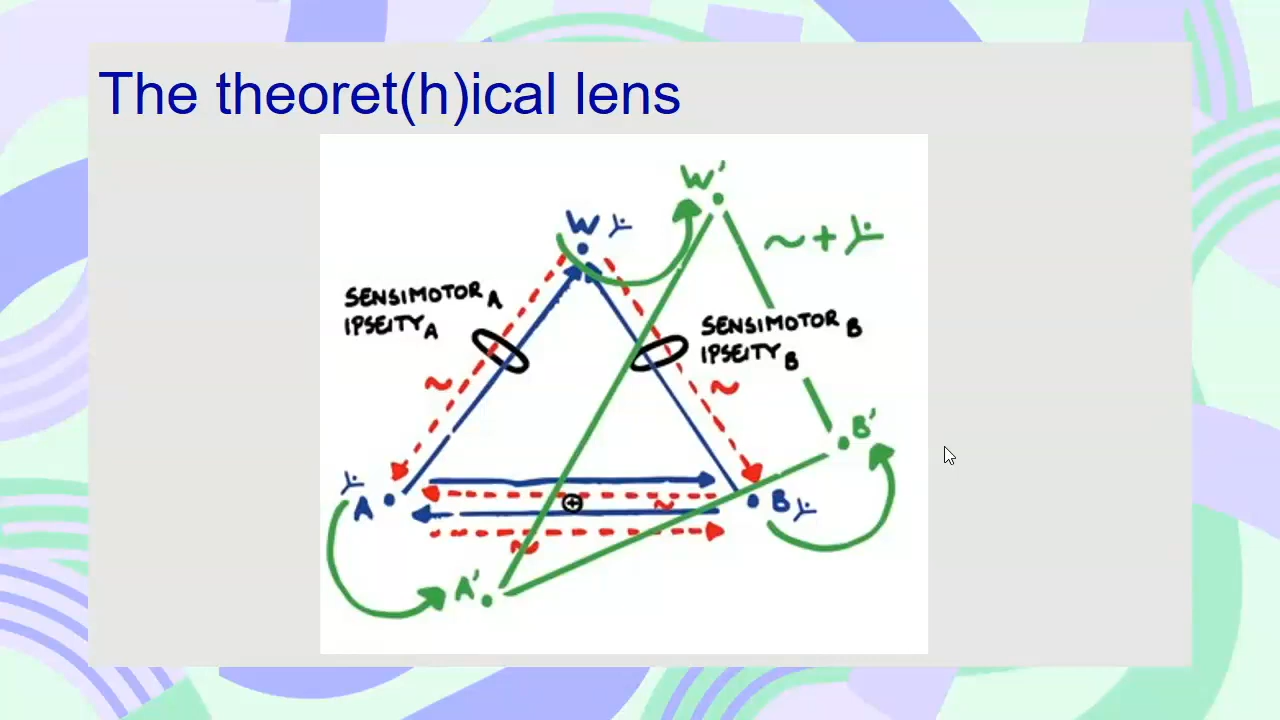 The theoret(h)ical lens
W'
W
~ +
SENSIMOTOR A
IPSEITY A
SENSIMOTOR B
IPSEITY B
~
~
B'
A
+
~
B
~
A'